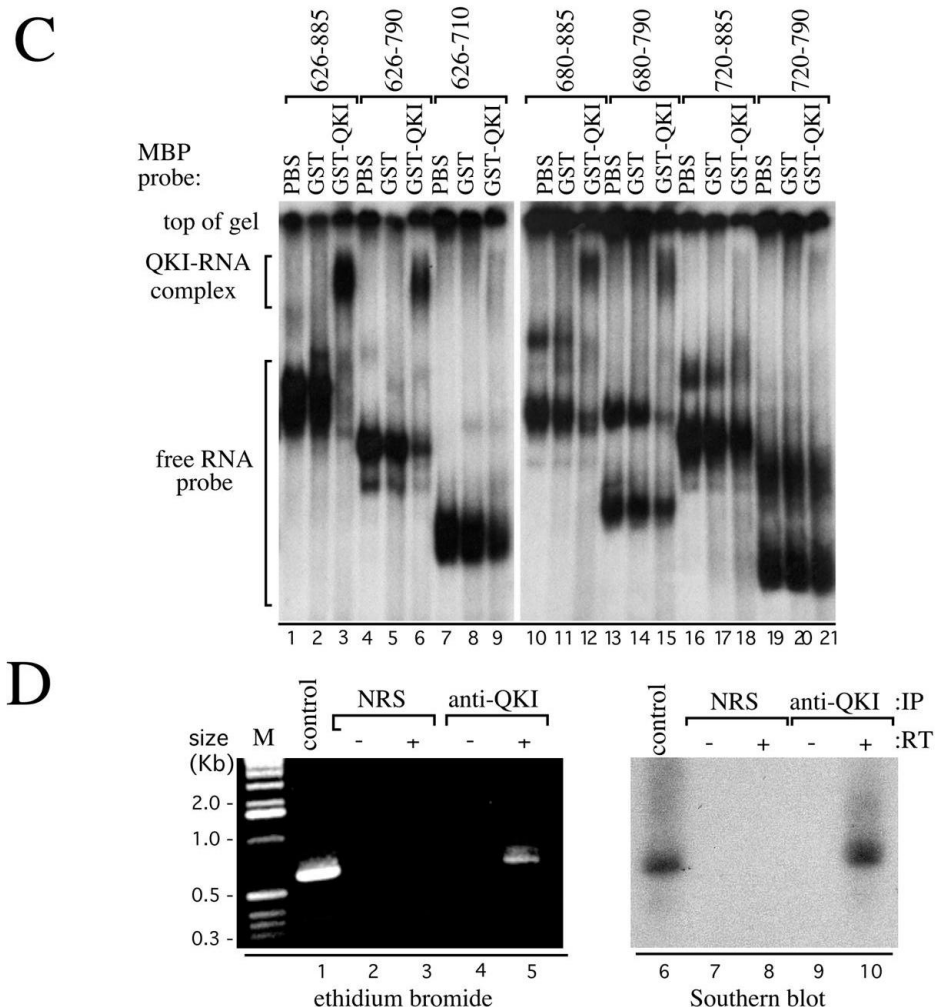 C
626-885 626-790 626-710 680-885 680-790 720-885 720-790
MBP
probe:
PBS GST GST-QKI PBS GST GST-QKI PBS GST GST-QKI PBS GST GST-QKI PBS GST GST-QKI PBS GST GST-QKI PBS GST GST-QKI
top of gel
QKI-RNA
complex
free RNA
probe
1 2 3 4 5 6 7 8 9 10 11 12 13 14 15 16 17 18 19 20 21
D
size
(Kb)
M control NRS anti-QKI
- + - +
2.0 -
1.0 -
0.5 -
0.3 -
1 2 3 4 5
ethidium bromide
control NRS anti-QKI :IP
- + - + :RT
6 7 8 9 10
Southern blot